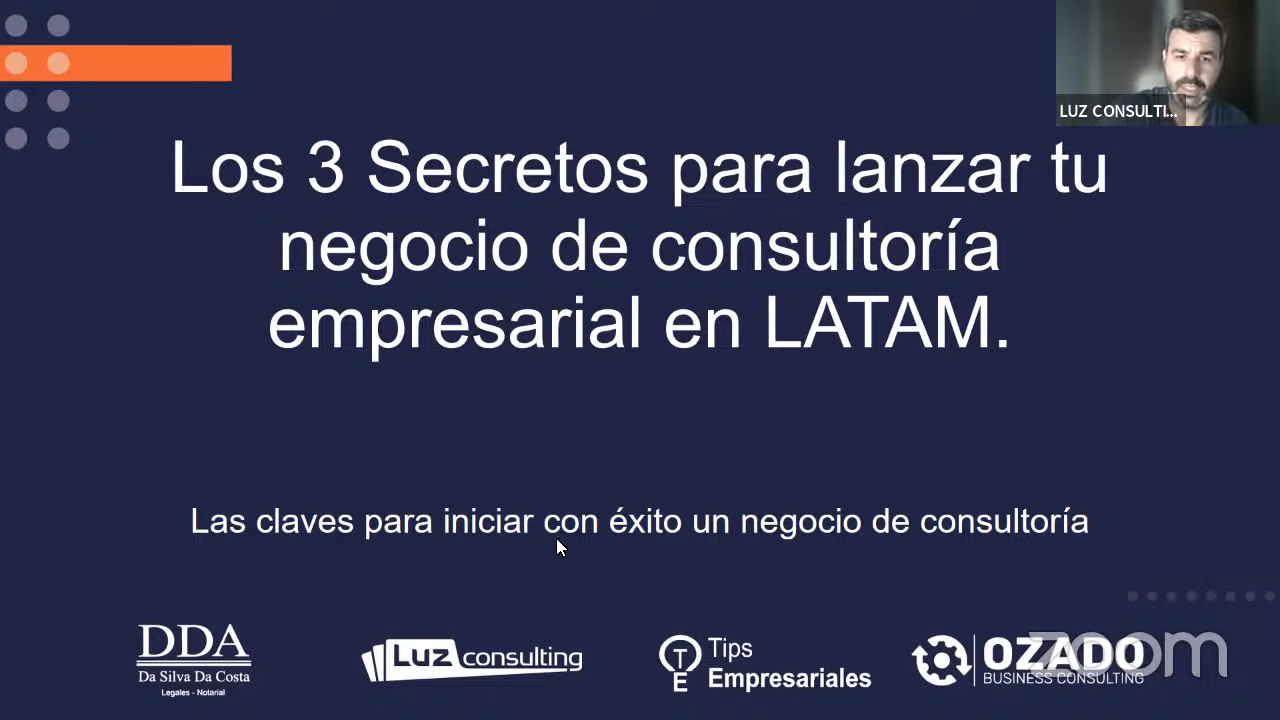 LUZ CONSULTI...
Los 3 Secretos para lanzar tu
negocio de consultoría
empresarial en LATAM.
Las claves para iniciar con éxito un negocio de consultoría
DDA
Da Silva Da Costa
Legales - Notarial
Luz consulting
TE
Tips
Empresariales
OZADO
BUSINESS CONSULTING
zoom